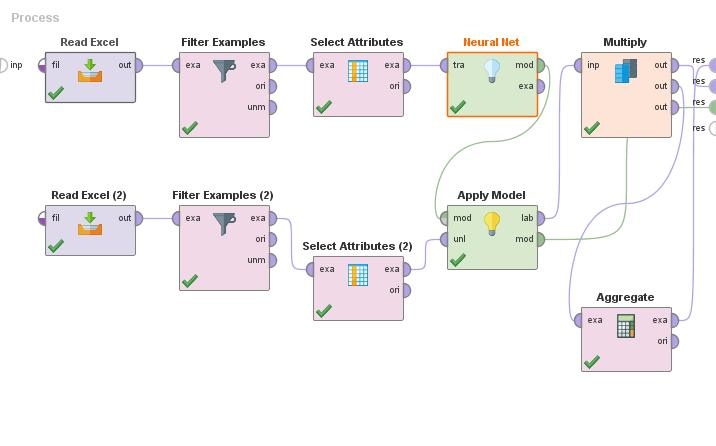 Process
Read Excel
Filter Examples
Select Attributes
Neural Net
Multiply
inp
fil
out
exa
exa
ori
unm
exa
exa
ori
tra
mod
exa
inp
out
out
out
res
res
res
res
Read Excel (2)
Filter Examples (2)
Select Attributes (2)
Apply Model
fil
out
exa
exa
ori
unm
exa
exa
ori
mod
lab
unl
mod
Aggregate
exa
exa
ori